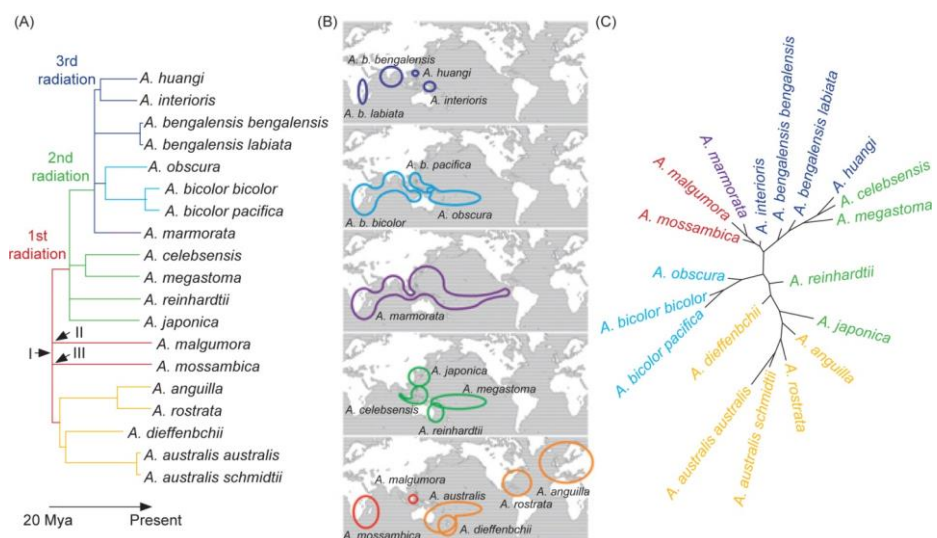 (A)
3rd
radiation
2nd
radiation
1st
radiation
I
II
III
A. huangi
A. interioris
A. bengalensis bengalensis
A. bengalensis labiata
A. obscura
A. bicolor bicolor
A. bicolor pacifica
A. marmorata
A. celebsensis
A. megastoma
A. reinhardtii
A. japonica
A. malgumora
A. mossambica
A. anguilla
A. rostrata
A. dieffenbchii
A. australis australis
A. australis schmidtii
20 Mya
Present
(B)
A. b. bengalensis
A. huangi
A. b. labiata
A. interioris
A. b. pacifica
A. b. bicolor
A. obscura
A. marmorata
A. japonica
A. megastoma
A. celebsensis
A. reinhardtii
A. malgumora
A. australis
A. anguilla
A. rostrata
A. mossambica
A. dieffenbchii
(C)
A. mossambica
A. malgumora
A. marmorata
A. interioris
A. bengalensis bengalensis
A. bengalensis labiata
A. huangi
A. celebsensis
A. megastoma
A. reinhardtii
A. japonica
A. anguilla
A. rostrata
A. australis schmidtii
A. australis australis
A. dieffenbchii
A. bicolor pacifica
A. bicolor bicolor
A. obscura